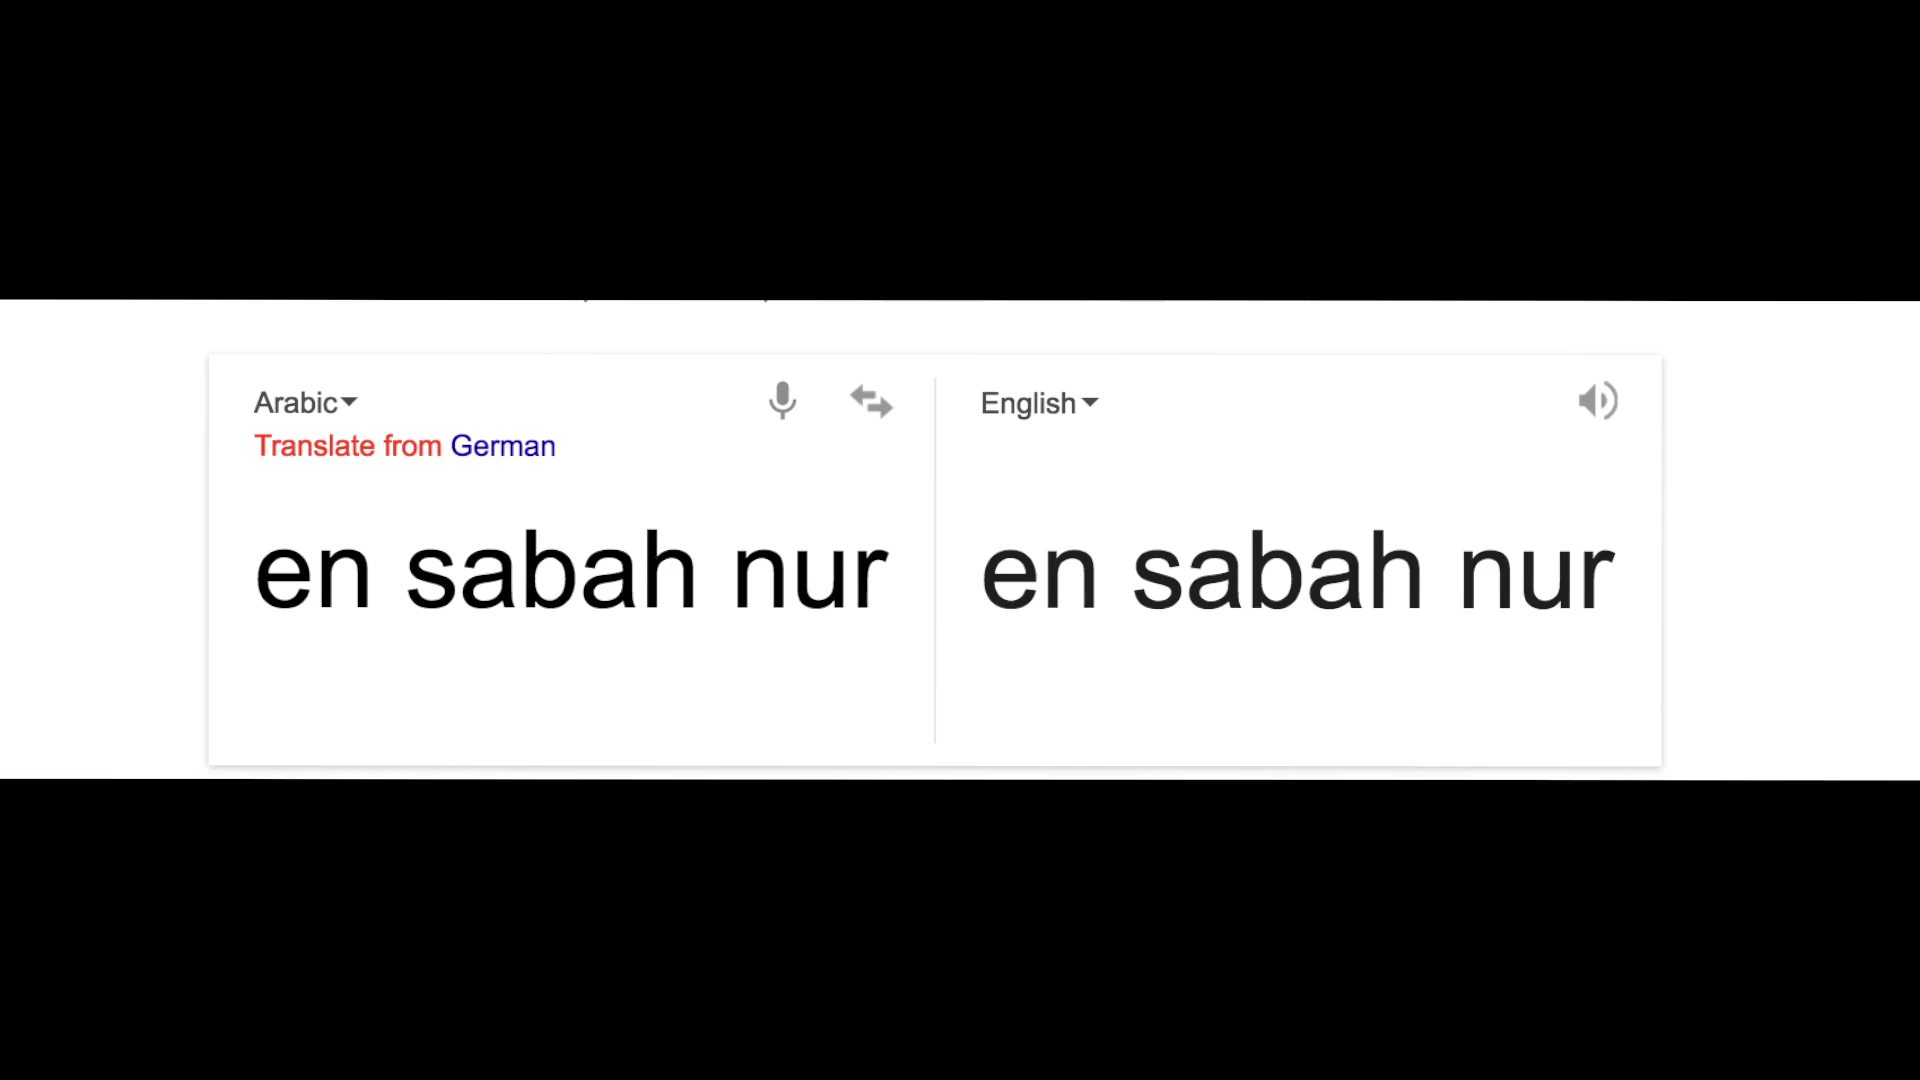 Arabic
English
Translate from German
en sabah nur
en sabah nur